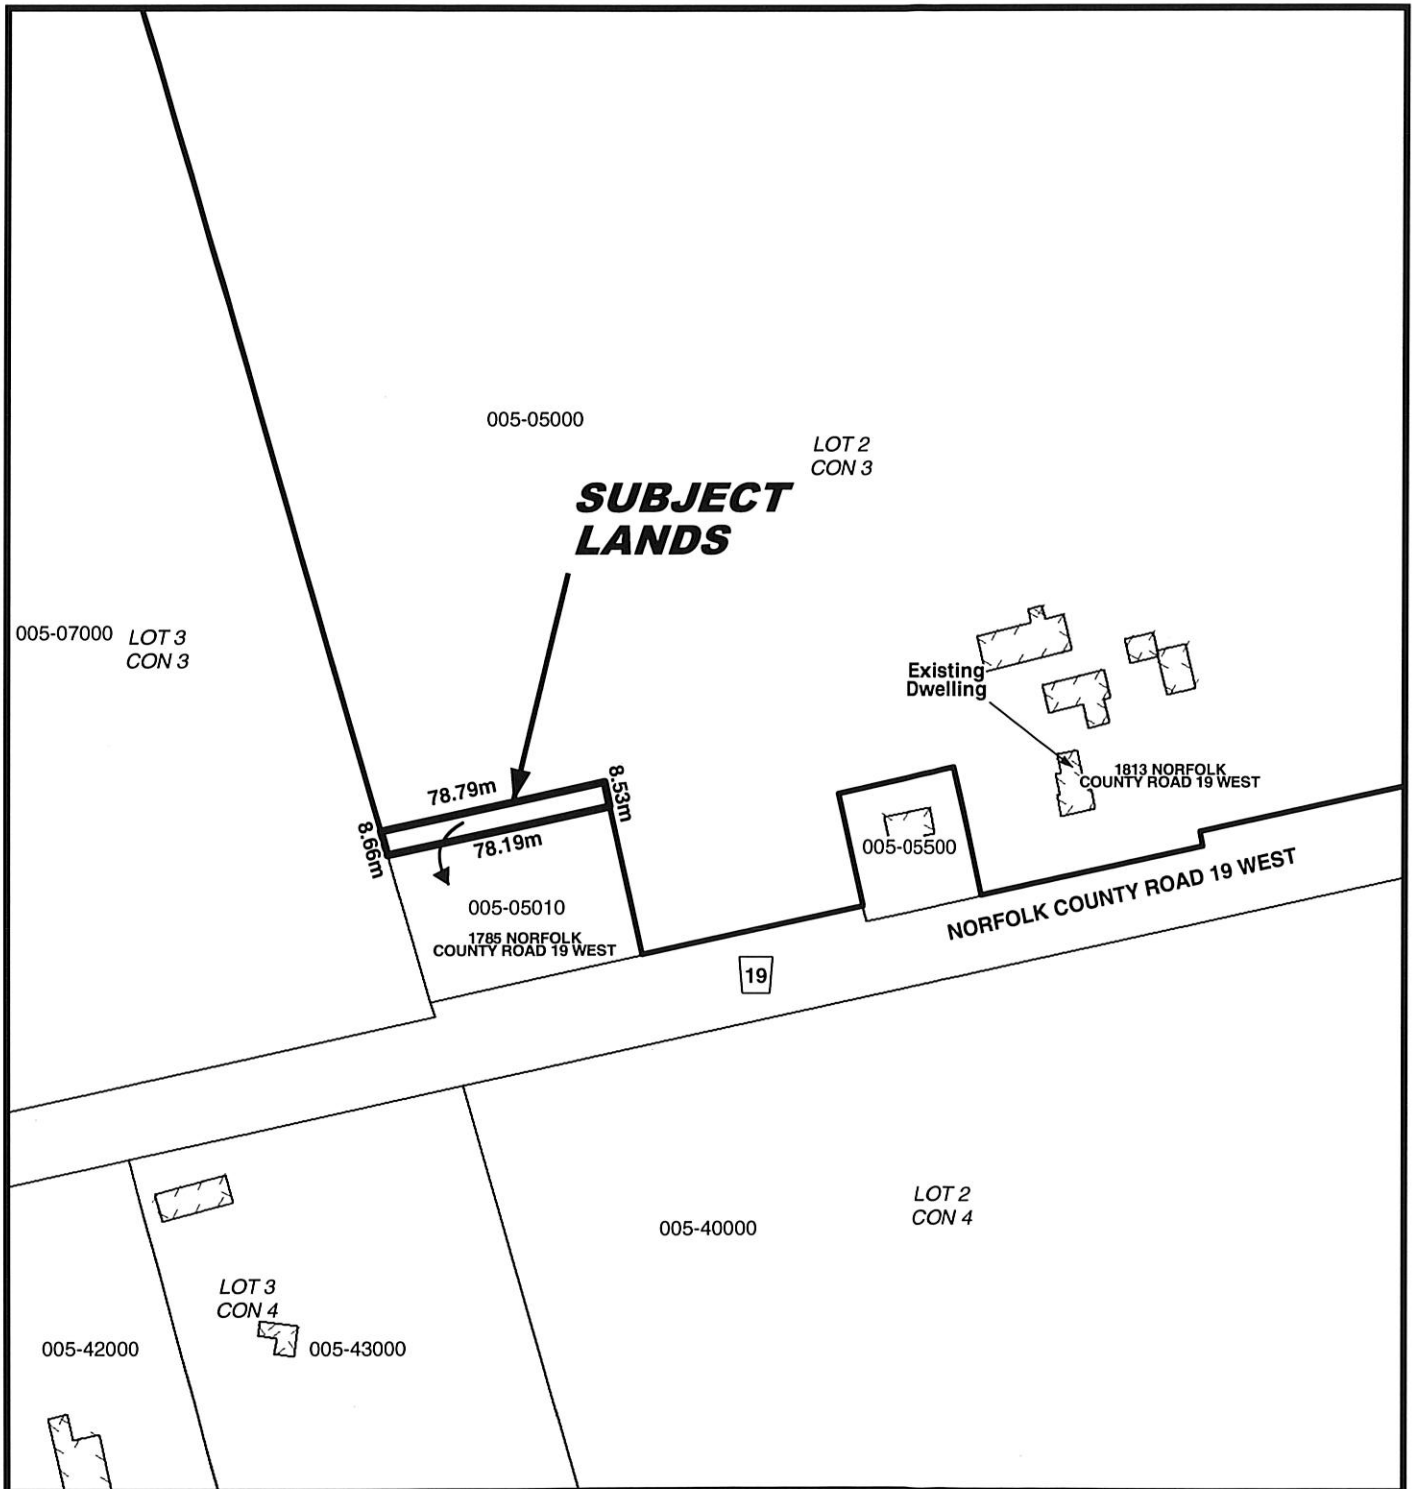 005-05000
LOT 2
CON 3
SUBJECT
LANDS
005-07000
LOT 3
CON 3
Existing
Dwelling
1813 NORFOLK
COUNTY ROAD 19 WEST
78.79m
8.53m
8.66m
78.19m
005-05500
005-05010
1785 NORFOLK
COUNTY ROAD 19 WEST
NORFOLK COUNTY ROAD 19 WEST
19
LOT 2
CON 4
005-40000
LOT 3
CON 4
005-42000
005-43000